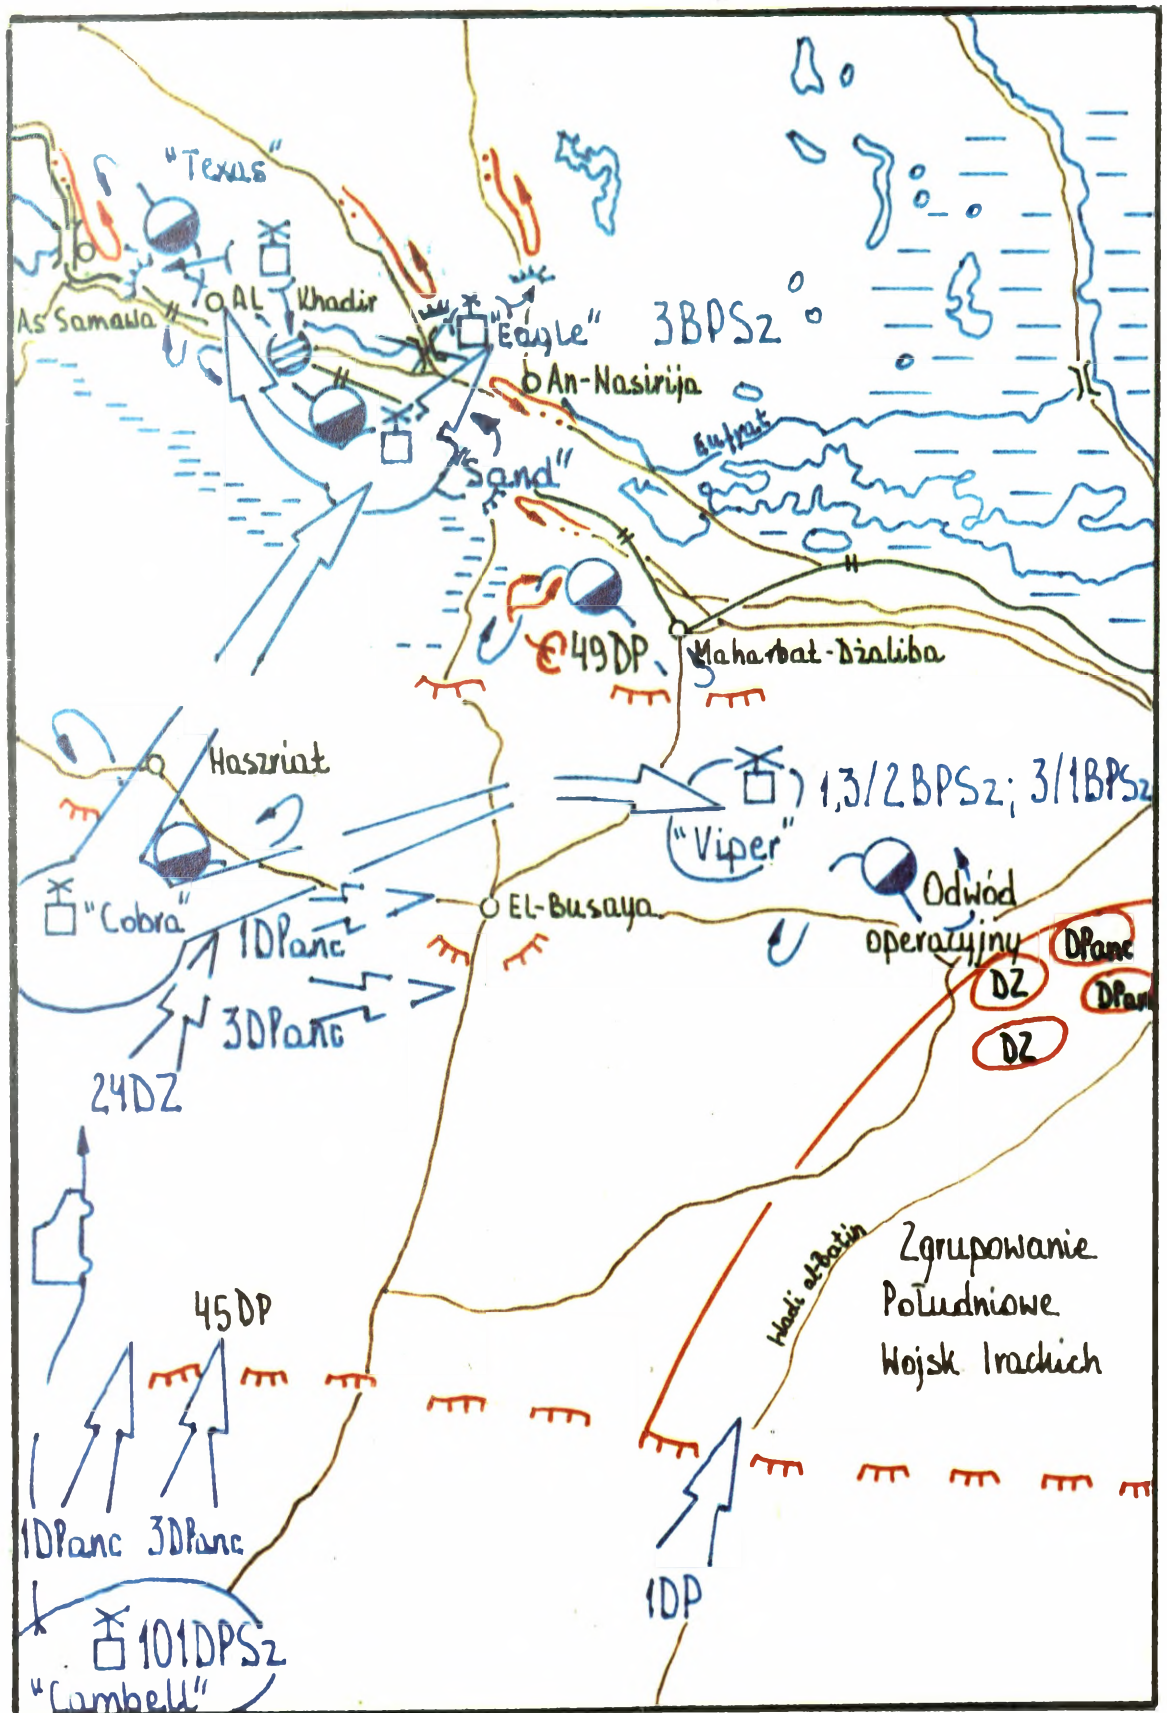 "Texas"
AL Khadir
As Samawa
"Eagle"
3BPSz
An-Nasirija
Eufrat
"Sand"
49DP
Maharbat-Dżaliba
Haszriat
1,3/2BPSz; 3/1BPSz
"Viper"
"Cobra"
El-Busaya
Odwód
operacyjny
DPanc
DZ
DPanc
DZ
1DPanc
3DPanc
24DZ
Wadi al-Batin
Zgrupowanie
Południowe
Wojsk Irackich
45DP
1DPanc 3DPanc
1DP
101DPSz
"Cambell"